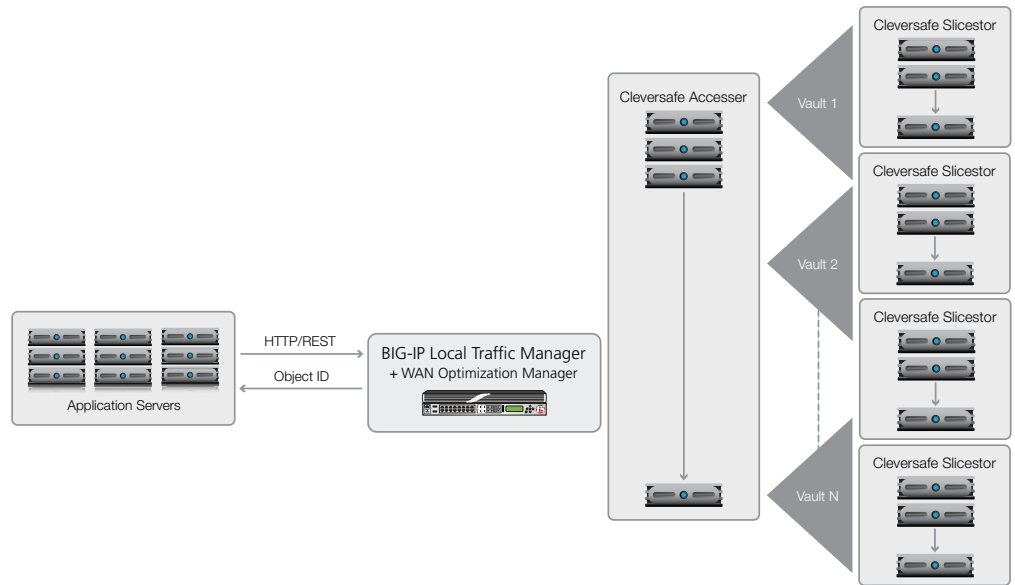 Application Servers
HTTP/REST
Object ID
BIG-IP Local Traffic Manager
+ WAN Optimization Manager
f5
Cleversafe Accesser
Vault 1
Vault 2
Vault N
Cleversafe Slicestor
Cleversafe Slicestor
Cleversafe Slicestor
Cleversafe Slicestor